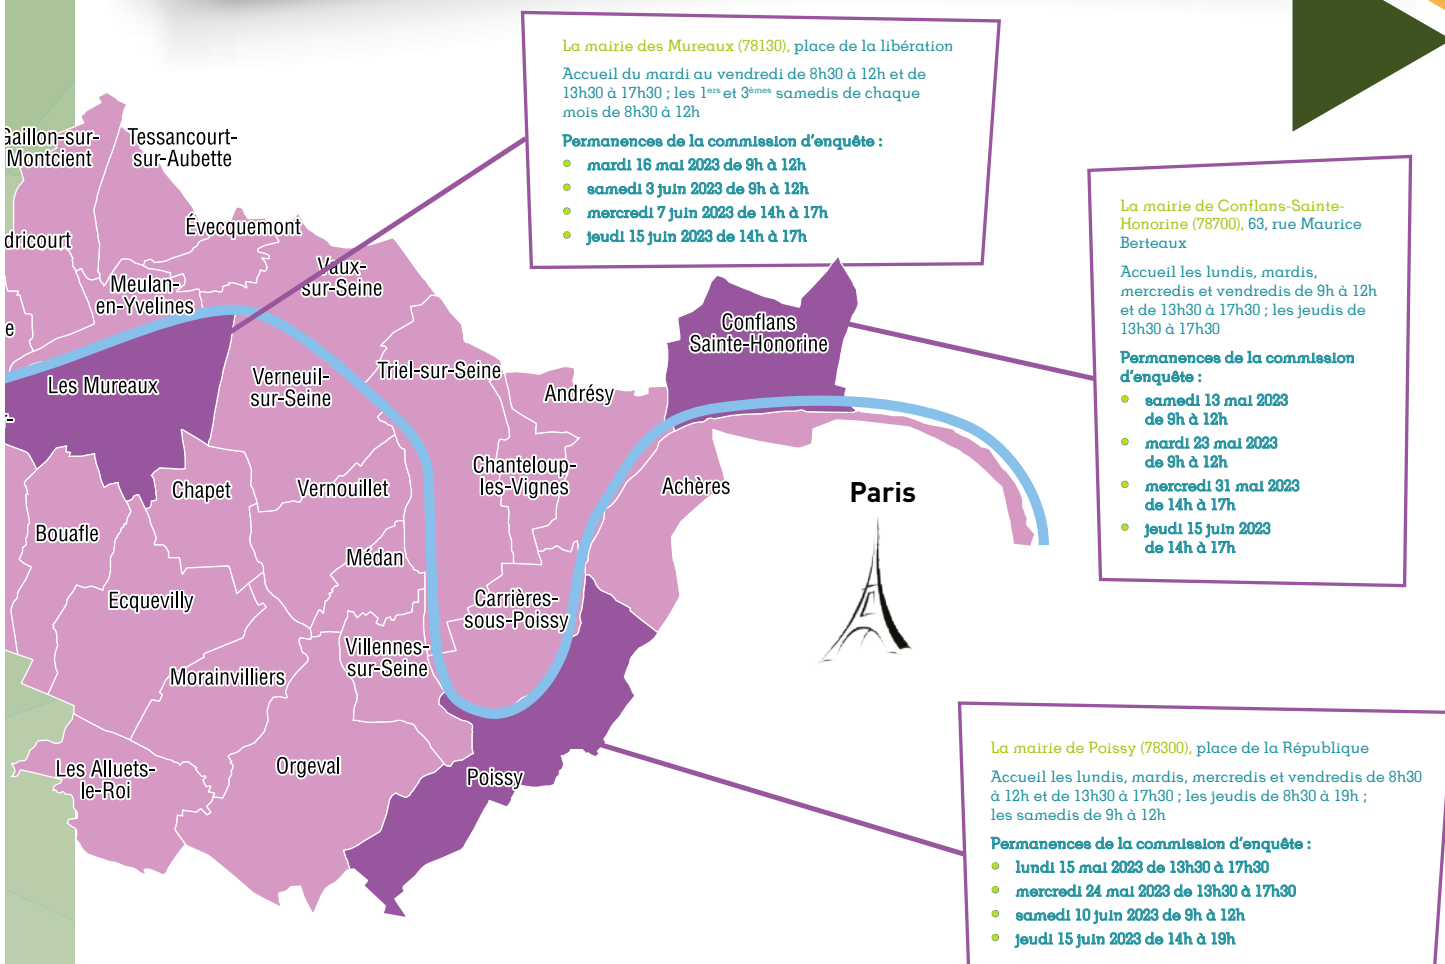 La mairie des Mureaux (78130), place de la libération
Accueil du mardi au vendredi de 8h30 à 12h et de
13h30 à 17h30 ; les 1ers et 3èmes samedis de chaque
mois de 8h30 à 12h
Permanences de la commission d'enquête :
mardi 16 mai 2023 de 9h à 12h
samedi 3 juin 2023 de 9h à 12h
mercredi 7 juin 2023 de 14h à 17h
jeudi 15 juin 2023 de 14h à 17h
Gaillon-sur-
Montcient
Tessancourt-
sur-Aubette
Évecquemont
dricourt
Vaux-
sur-Seine
Meulan-
en-Yvelines
e
Les Mureaux
Verneuil-
sur-Seine
Triel-sur-Seine
Andrésy
Conflans
Sainte-Honorine
r-
Chapet
Vernouillet
Chanteloup-
les-Vignes
Achères
Paris
Bouafle
Médan
Ecquevilly
Carrières-
sous-Poissy
Villennes-
sur-Seine
Morainvilliers
Les Alluets-
le-Roi
Orgeval
Poissy
La mairie de Conflans-Sainte-
Honorine (78700), 63, rue Maurice
Berteaux
Accueil les lundis, mardis,
mercredis et vendredis de 9h à 12h
et de 13h30 à 17h30 ; les jeudis de
13h30 à 17h30
Permanences de la commission
d'enquête :
samedi 13 mai 2023
de 9h à 12h
mardi 23 mai 2023
de 9h à 12h
mercredi 31 mai 2023
de 14h à 17h
jeudi 15 juin 2023
de 14h à 17h
La mairie de Poissy (78300), place de la République
Accueil les lundis, mardis, mercredis et vendredis de 8h30
à 12h et de 13h30 à 17h30 ; les jeudis de 8h30 à 19h ;
les samedis de 9h à 12h
Permanences de la commission d'enquête :
lundi 15 mai 2023 de 13h30 à 17h30
mercredi 24 mai 2023 de 13h30 à 17h30
samedi 10 juin 2023 de 9h à 12h
jeudi 15 juin 2023 de 14h à 19h